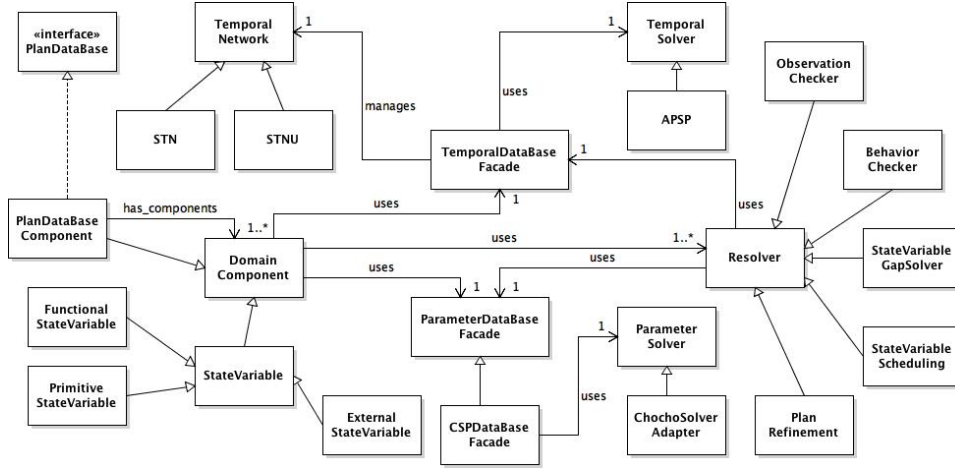 «interface»
PlanDataBase
Temporal
Network
1
1
Temporal
Solver
Observation
Checker
STN
STNU
manages
uses
APSP
TemporalDataBase
Facade
1
Behavior
Checker
PlanDataBase
Component
has_components
1..*
uses
1
uses
Domain
Component
uses
1..*
Resolver
StateVariable
GapSolver
uses
1
uses
1
Functional
StateVariable
ParameterDataBase
Facade
1
Parameter
Solver
StateVariable
Scheduling
StateVariable
Primitive
StateVariable
uses
External
StateVariable
CSPDataBase
Facade
ChochoSolver
Adapter
Plan
Refinement